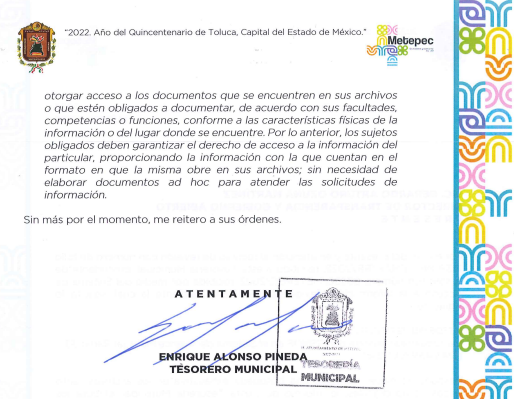 "2022. Año del Quincentenario de Toluca, Capital del Estado de México."
Metepec
otorgar acceso a los documentos que se encuentren en sus archivos
o que estén obligados a documentar, de acuerdo con sus facultades,
competencias o funciones, conforme a las características físicas de la
información o del lugar donde se encuentre. Por lo anterior, los sujetos
obligados deben garantizar el derecho de acceso a la información del
particular, proporcionando la información con la que cuentan en el
formato en que la misma obre en sus archivos; sin necesidad de
elaborar documentos ad hoc para atender las solicitudes de
información.
Sin más por el momento, me reitero a sus órdenes.
ATENTAMENTE
ENRIQUE ALONSO PINEDA
TESORERO MUNICIPAL
TESORERÍA
MUNICIPAL